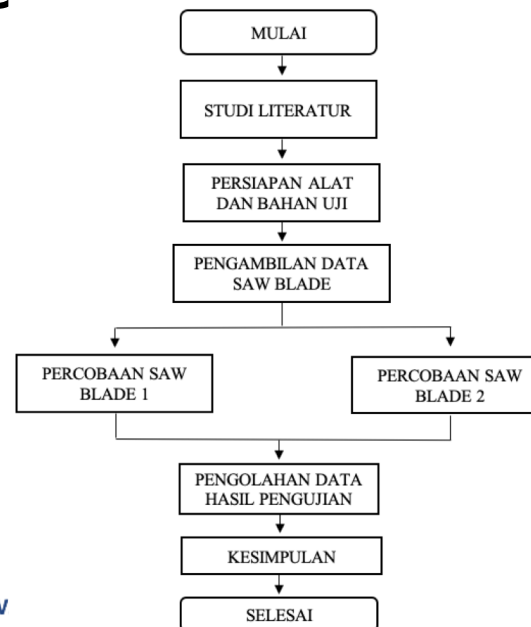 MULAI
STUDI LITERATUR
PERSIAPAN ALAT
DAN BAHAN UJI
PENGAMBILAN DATA
SAW BLADE
PERCOBAAN SAW
BLADE 1
PERCOBAAN SAW
BLADE 2
PENGOLAHAN DATA
HASIL PENGUJIAN
KESIMPULAN
SELESAI